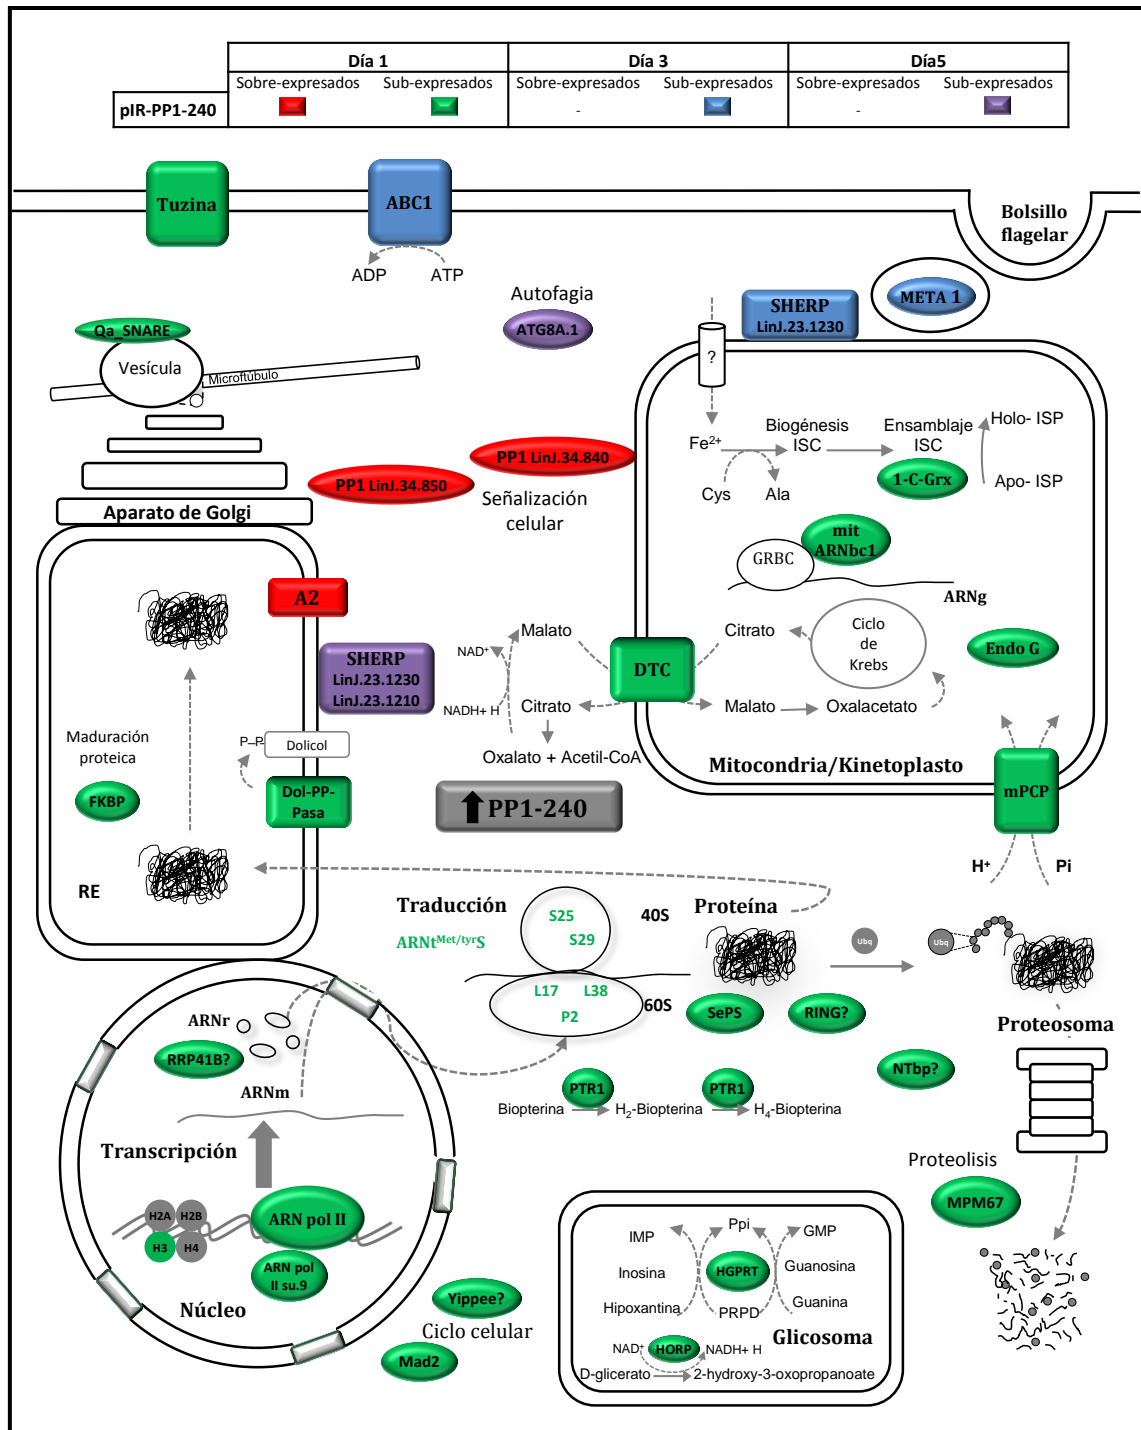 Día 1
Día 3
Día5
Sobre-expresados
Sub-expresados
Sobre-expresados
Sub-expresados
Sobre-expresados
Sub-expresados
pIR-PP1-240
-
-
Tuzina
ABC1
ADP
ATP
Bolsillo
flagelar
Autofagia
ATG8A.1
SHERP
LinJ.23.1230
META 1
Qa_SNARE
Vesícula
Microftúbulo
?
Fe²⁺
Biogénesis
ISC
Ensamblaje
ISC
Holo- ISP
1-C-Grx
Cys
Ala
Apo- ISP
PP1 LinJ.34.840
PP1 LinJ.34.850
Señalización
celular
Aparato de Golgi
mit
ARNbc1
GRBC
ARNg
A2
SHERP
LinJ.23.1230
LinJ.23.1210
NAD⁺
NADH+ H
Malato
Citrato
Oxalato + Acetil-CoA
DTC
Citrato
Malato
Oxalacetato
Ciclo
de
Krebs
Endo G
Mitocondria/Kinetoplasto
mPCP
H⁺
Pi
Maduración
proteica
FKBP
P–P-
Dolicol
Dol-PP-
Pasa
RE
PP1-240
Traducción
ARNt^Met/tyrS
S25
S29
40S
L17
L38
P2
60S
Proteína
SePS
RING?
Ubq
Ubq
Proteosoma
NTbp?
ARNr
RRP41B?
ARNm
Transcripción
H2A
H2B
H3
H4
ARN pol II
ARN pol
II su.9
Núcleo
PTR1
PTR1
Biopterina
H₂-Biopterina
H₄-Biopterina
Proteolisis
MPM67
Yippee?
Ciclo celular
Mad2
IMP
Ppi
GMP
Inosina
HGPRT
Guanosina
Hipoxantina
PRPD
Guanina
Glicosoma
NAD⁺
HORP
NADH+ H
D-glicerato
2-hydroxy-3-oxopropanoate